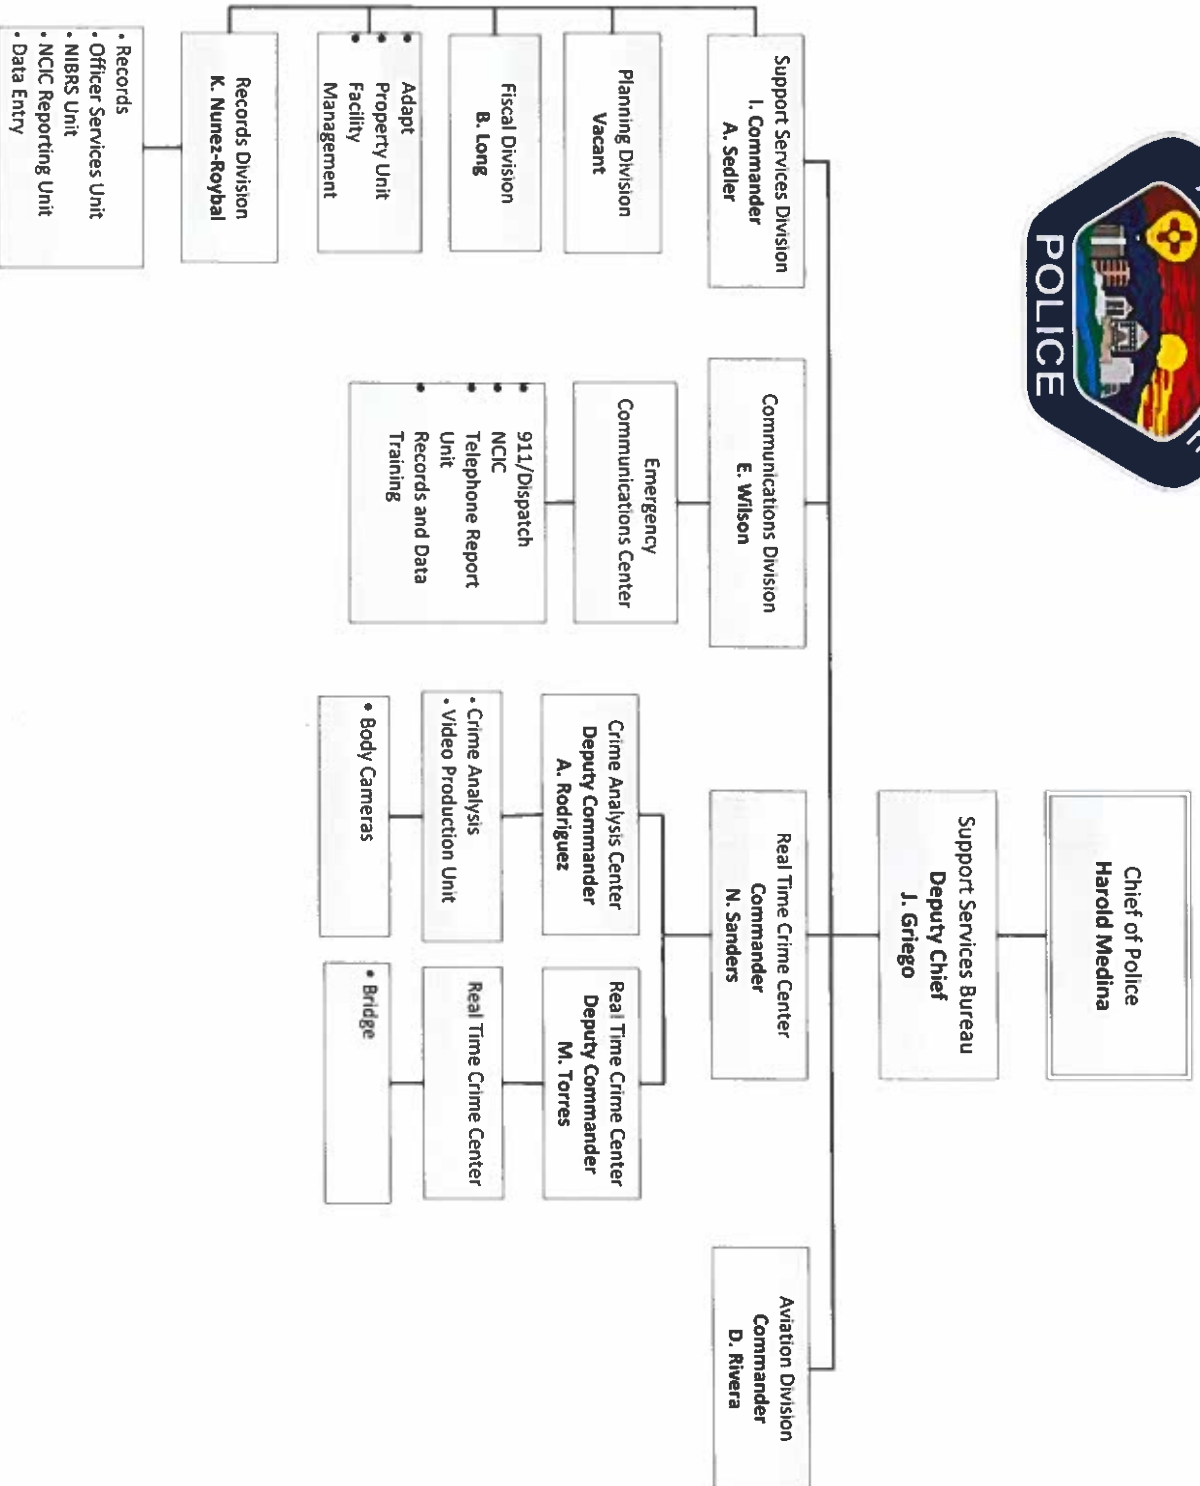 POLICE
Chief of Police
Harold Medina
Support Services Bureau
Deputy Chief
J. Griego
Support Services Division
I. Commander
A. Sedler
Planning Division
Vacant
Fiscal Division
B. Long
• Adapt
• Property Unit
• Facility
Management
Records Division
K. Nunez-Roybal
• Records
• Officer Services Unit
• NIBRS Unit
• NCIC Reporting Unit
• Data Entry
Communications Division
E. Wilson
Emergency
Communications Center
• 911/Dispatch
• NCIC
• Telephone Report
Unit
• Records and Data
Training
Real Time Crime Center
Commander
N. Sanders
Crime Analysis Center
Deputy Commander
A. Rodriguez
• Crime Analysis
• Video Production Unit
• Body Cameras
Real Time Crime Center
Deputy Commander
M. Torres
Real Time Crime Center
• Bridge
Aviation Division
Commander
D. Rivera